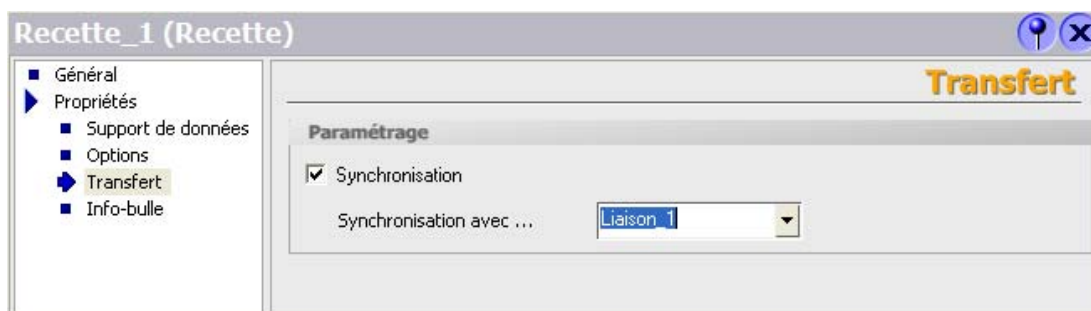 Recette_1 (Recette)
Général
Propriétés
Support de données
Options
Transfert
Info-bulle
Transfert
Paramétrage
Synchronisation
Synchronisation avec ...
Liaison_1